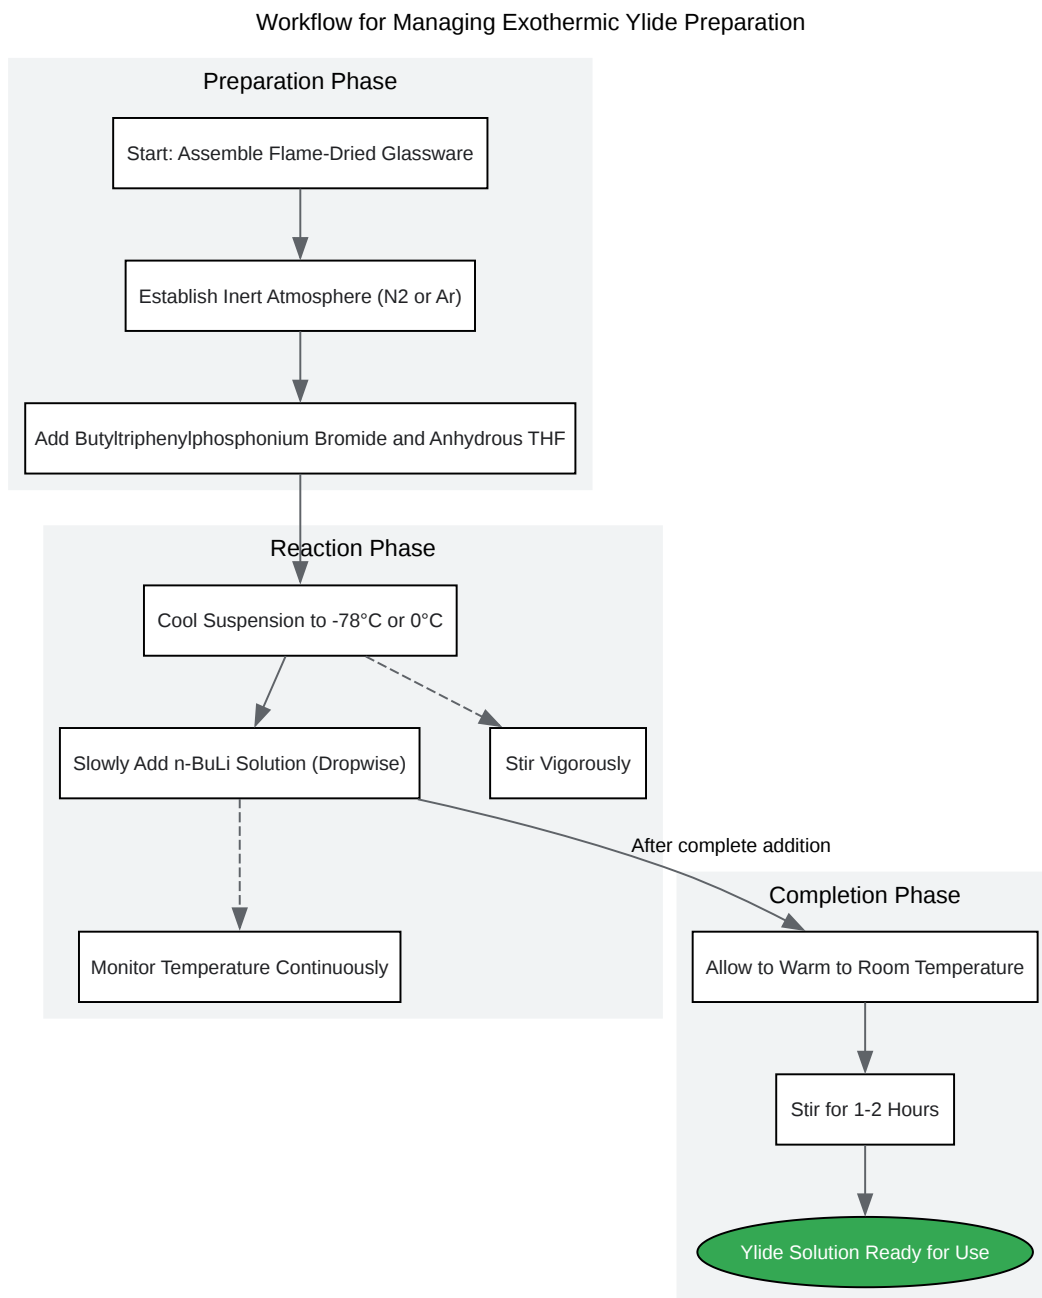 Workflow for Managing Exothermic Ylide Preparation
Preparation Phase
Start: Assemble Flame-Dried Glassware
Establish Inert Atmosphere (N2 or Ar)
Add Butyltriphenylphosphonium Bromide and Anhydrous THF
Reaction Phase
Cool Suspension to -78°C or 0°C
Slowly Add n-BuLi Solution (Dropwise)
Stir Vigorously
After complete addition
Monitor Temperature Continuously
Completion Phase
Allow to Warm to Room Temperature
Stir for 1-2 Hours
Ylide Solution Ready for Use